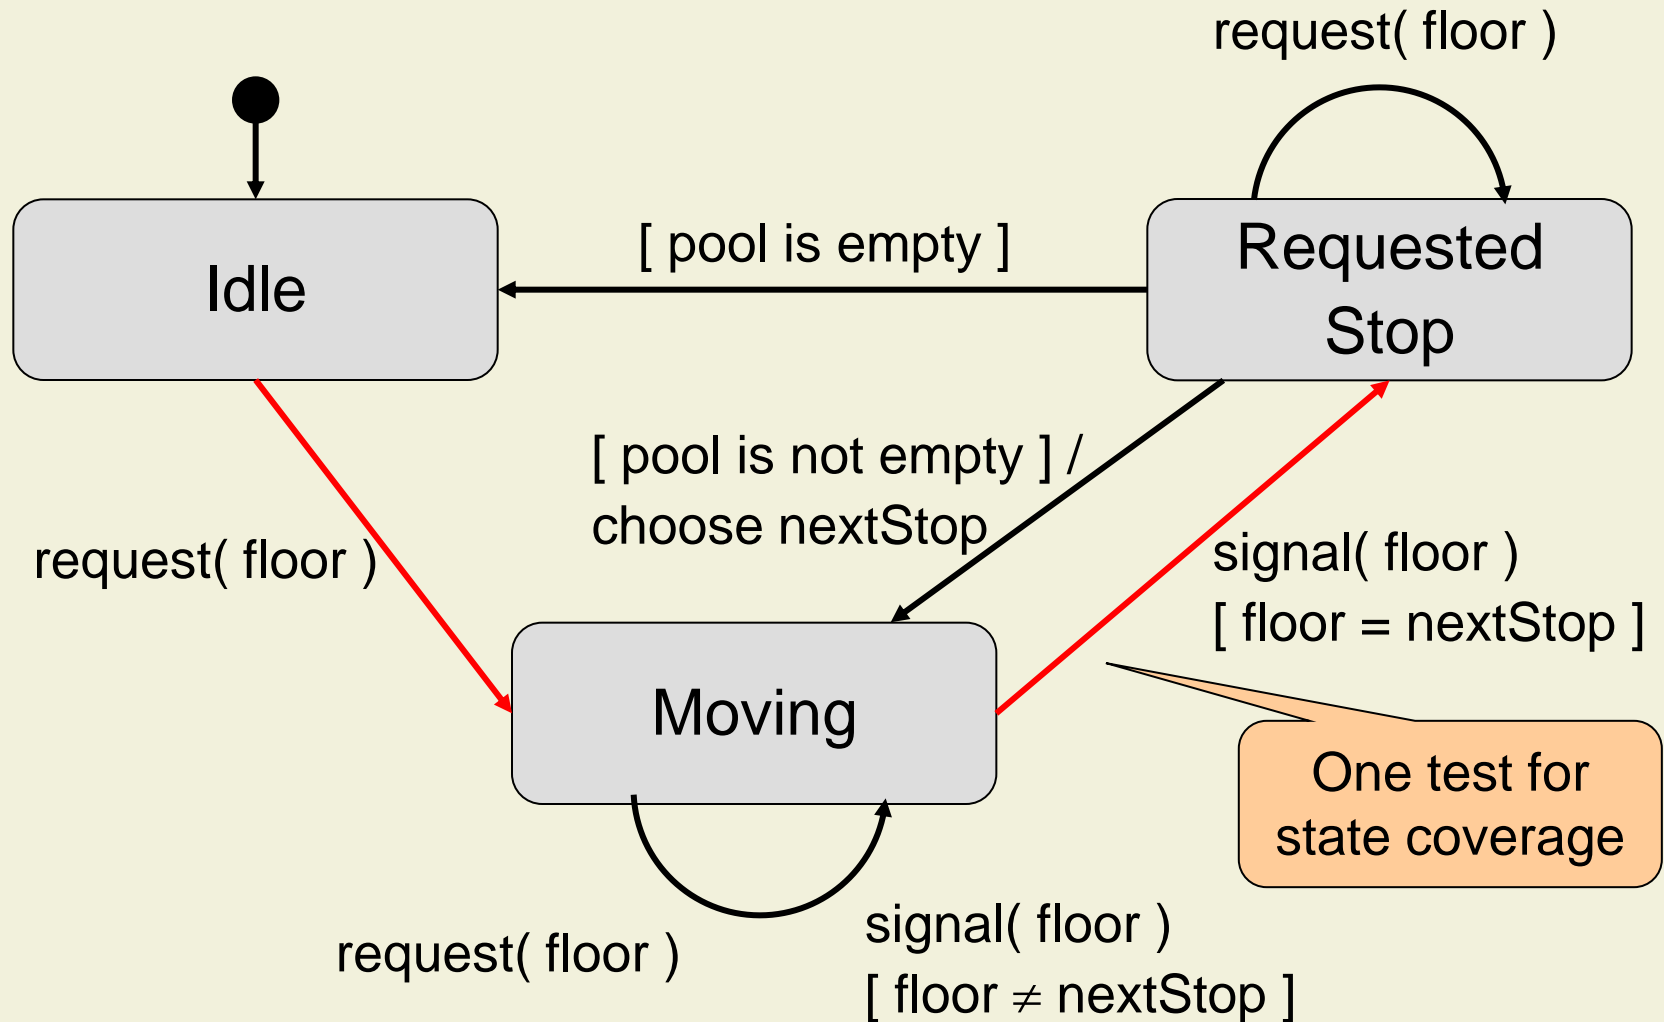 request( floor )
Idle
[ pool is empty ]
Requested
Stop
[ pool is not empty ] /
choose nextStop
request( floor )
signal( floor )
[ floor = nextStop ]
Moving
One test for
state coverage
request( floor )
signal( floor )
[ floor ≠ nextStop ]